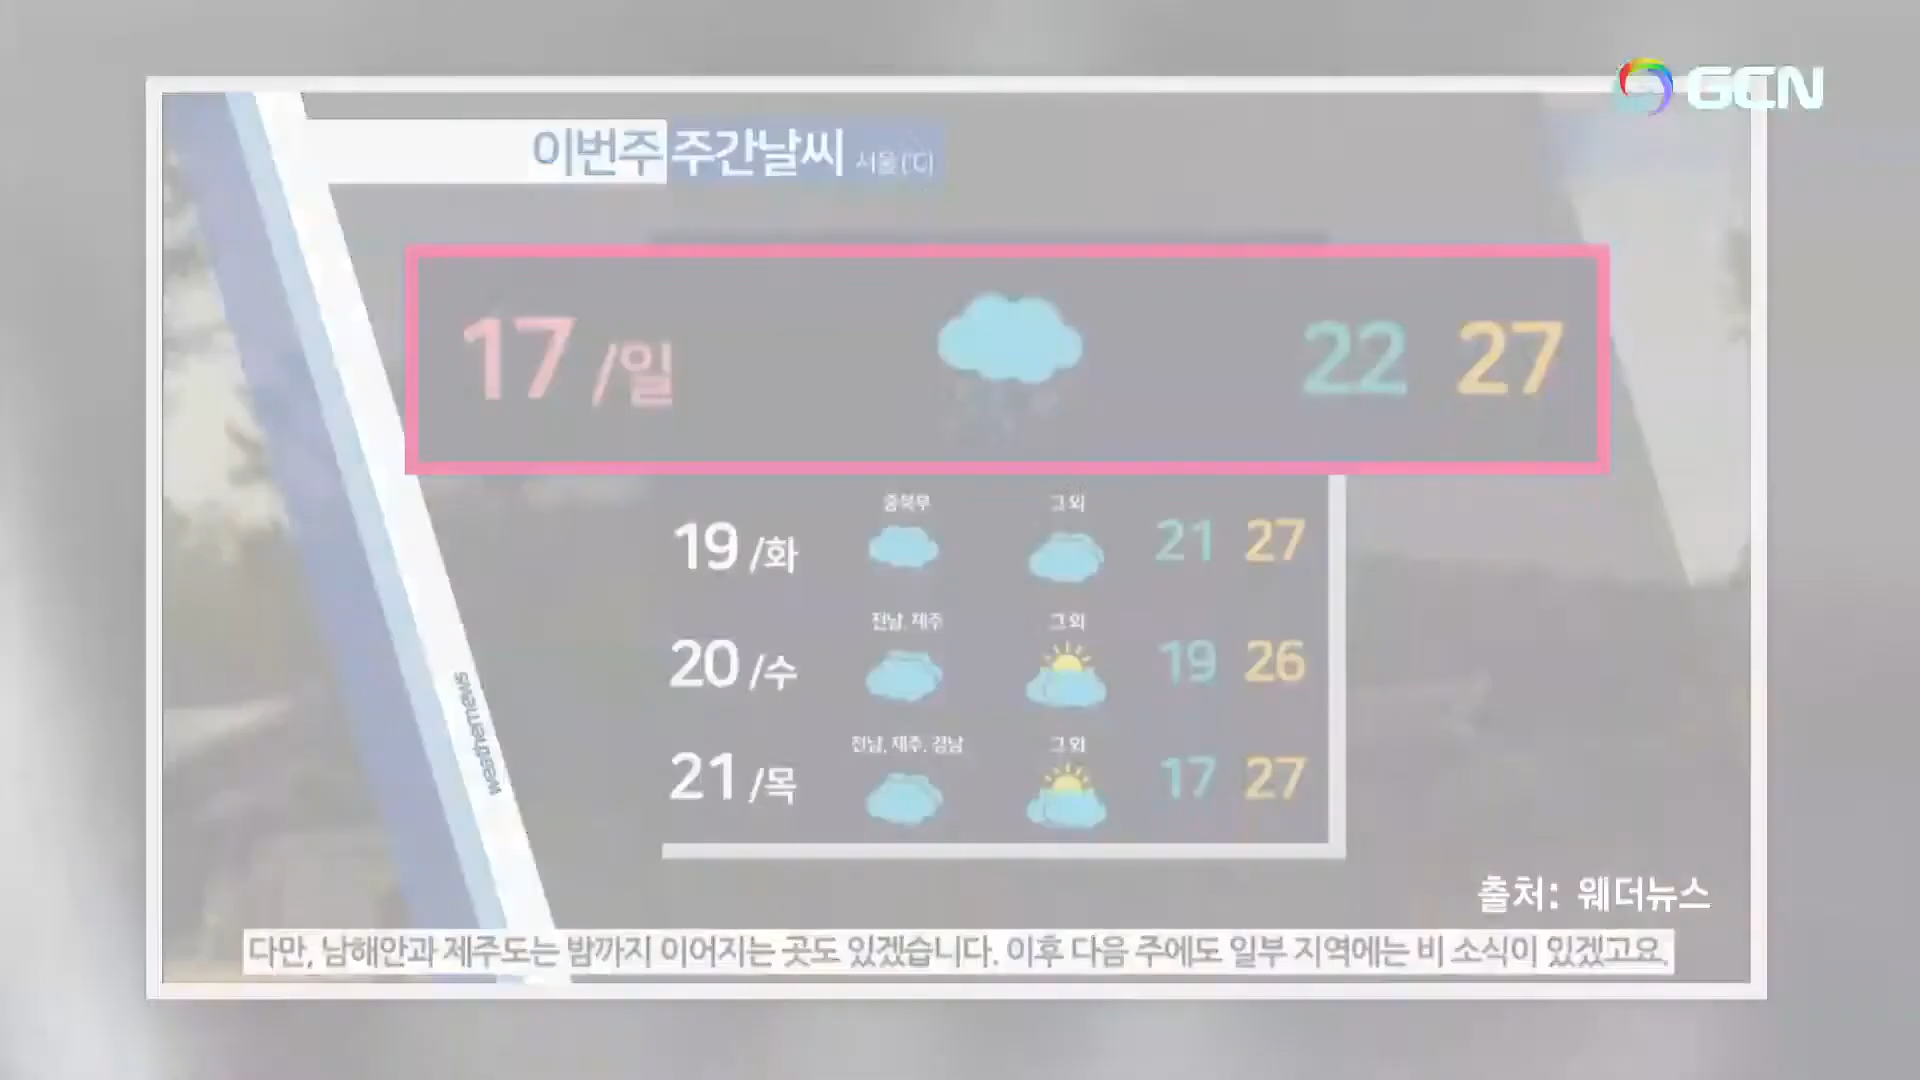 GCN
이번주 주간날씨 서울(℃)
17 /일 22 27
중북부 그 외
19 /화 21 27
전남, 제주 그 외
20 /수 19 26
전남, 제주, 경남 그 외
21 /목 17 27
weathernews
출처: 웨더뉴스
다만, 남해안과 제주도는 밤까지 이어지는 곳도 있겠습니다. 이후 다음 주에도 일부 지역에는 비 소식이 있겠고요.